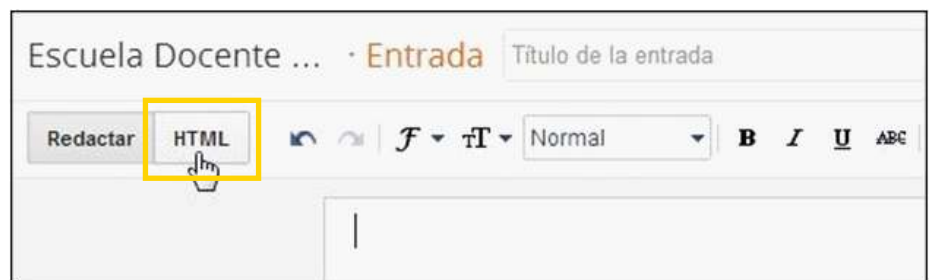 Escuela Docente ... · Entrada Título de la entrada
Redactar HTML F T Normal B I U ABC